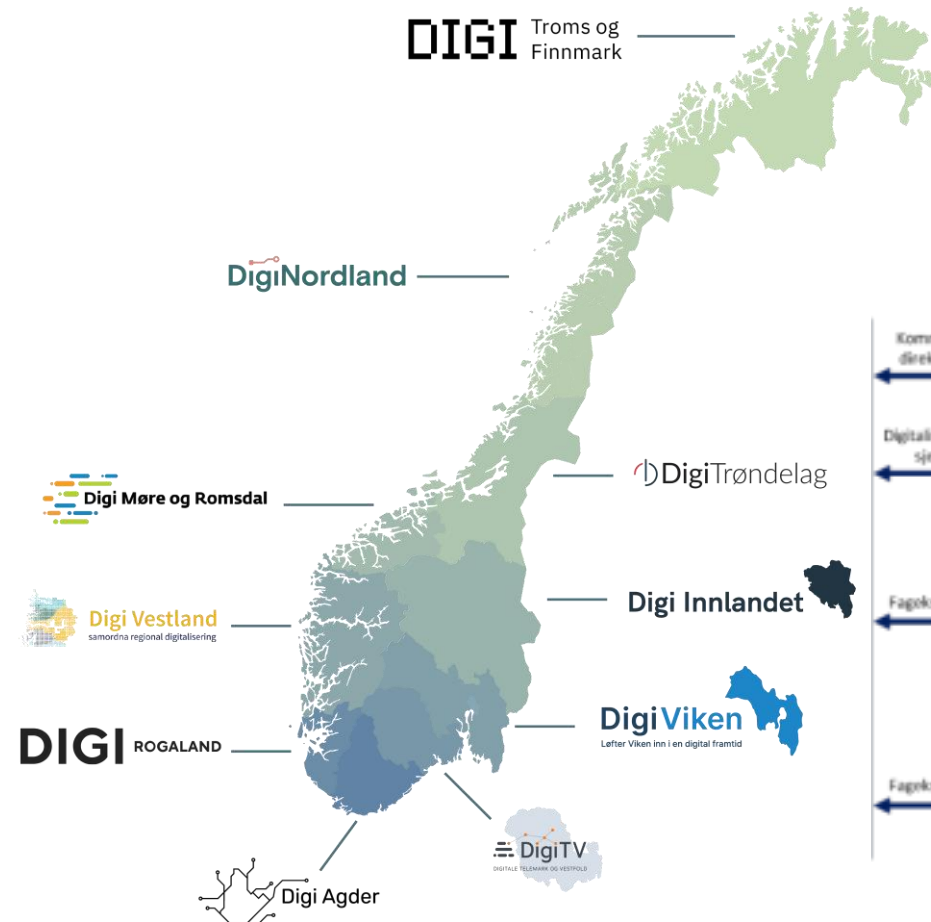 DIGI Troms og
Finnmark
DigiNordland
Digi Møre og Romsdal
DigiTrøndelag
Digi Vestland
samordna regional digitalisering
Digi Innlandet
DIGI ROGALAND
DigiViken
Løfter Viken inn i en digital framtid
DigiTV
DIGITALE TELEMARK OG VESTFOLD
Digi Agder